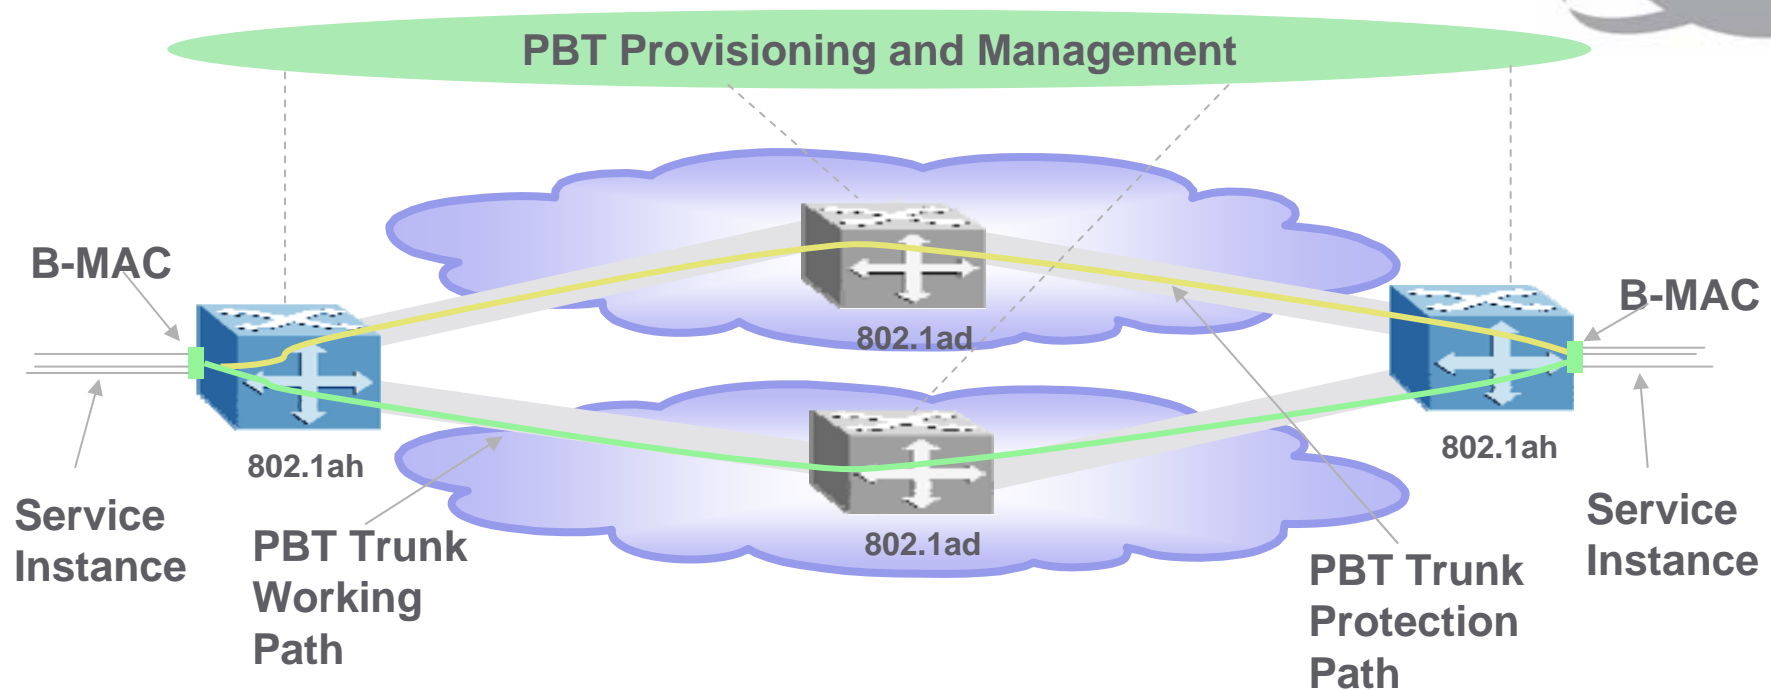 PBT Provisioning and Management
B-MAC
B-MAC
802.1ad
802.1ah
802.1ah
Service
Instance
PBT Trunk
Working
Path
802.1ad
PBT Trunk
Protection
Path
Service
Instance